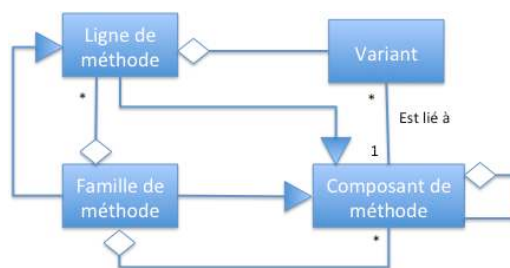 Ligne de
méthode
Variant
*
*
Est lié à
1
Famille de
méthode
Composant de
méthode
*